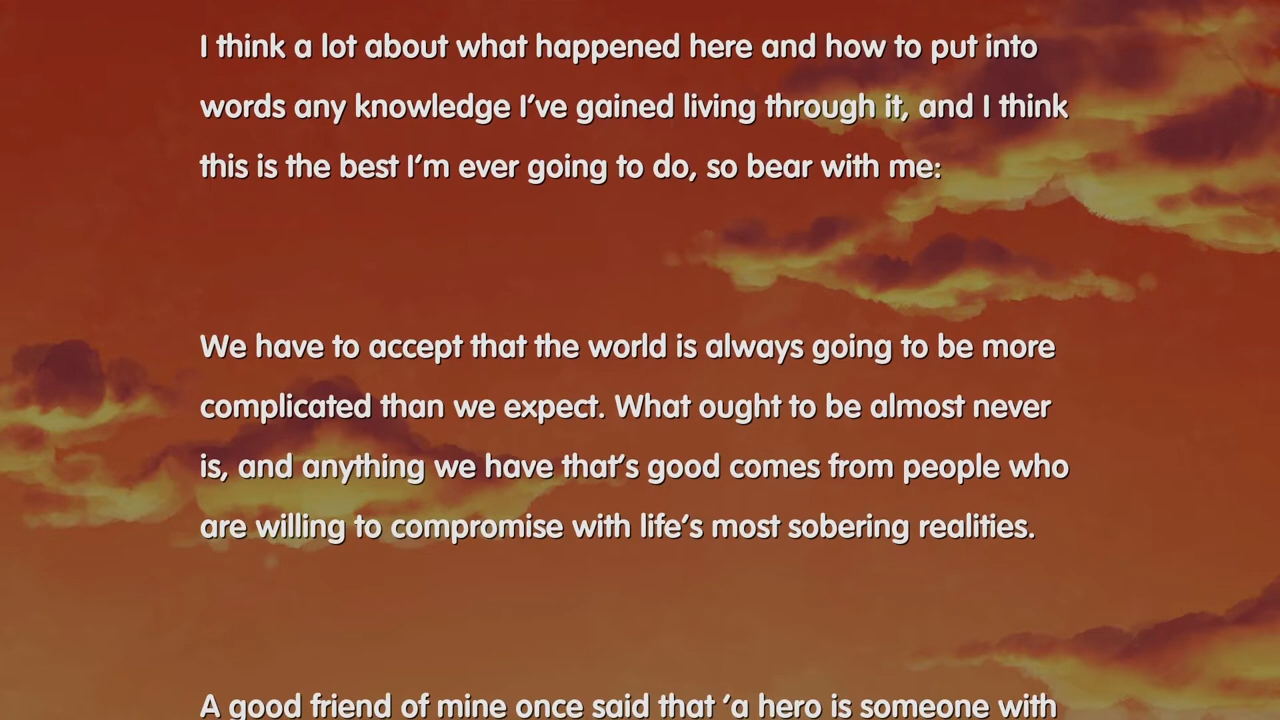 I think a lot about what happened here and how to put into
words any knowledge I've gained living through it, and I think
this is the best I'm ever going to do, so bear with me:
We have to accept that the world is always going to be more
complicated than we expect. What ought to be almost never
is, and anything we have that's good comes from people who
are willing to compromise with life's most sobering realities.
A good friend of mine once said that 'a hero is someone with